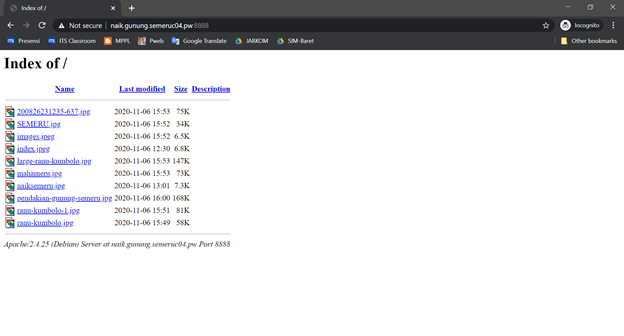 Index of /
Not secure | naik.gunung.semeruc04.pw:8888
Incognito
Presensi ITS Classroom MPPL Pweb Google Translate JARKOM SIM-Baret Other bookmarks
Index of /
Name Last modified Size Description
200826231235-637.jpg 2020-11-06 15:53 75K
SEMERU.jpg 2020-11-06 15:52 34K
images.jpeg 2020-11-06 15:52 6.5K
index.jpeg 2020-11-06 12:30 6.8K
large-ranu-kumbolo.jpg 2020-11-06 15:53 147K
mahameru.jpg 2020-11-06 15:53 73K
naiksemeru.jpg 2020-11-06 13:01 7.3K
pendakian-gunung-semeru.jpg 2020-11-06 16:00 168K
ranu-kumbolo-1.jpg 2020-11-06 15:51 81K
ranu-kumbolo.jpg 2020-11-06 15:49 58K
Apache/2.4.25 (Debian) Server at naik.gunung.semeruc04.pw Port 8888